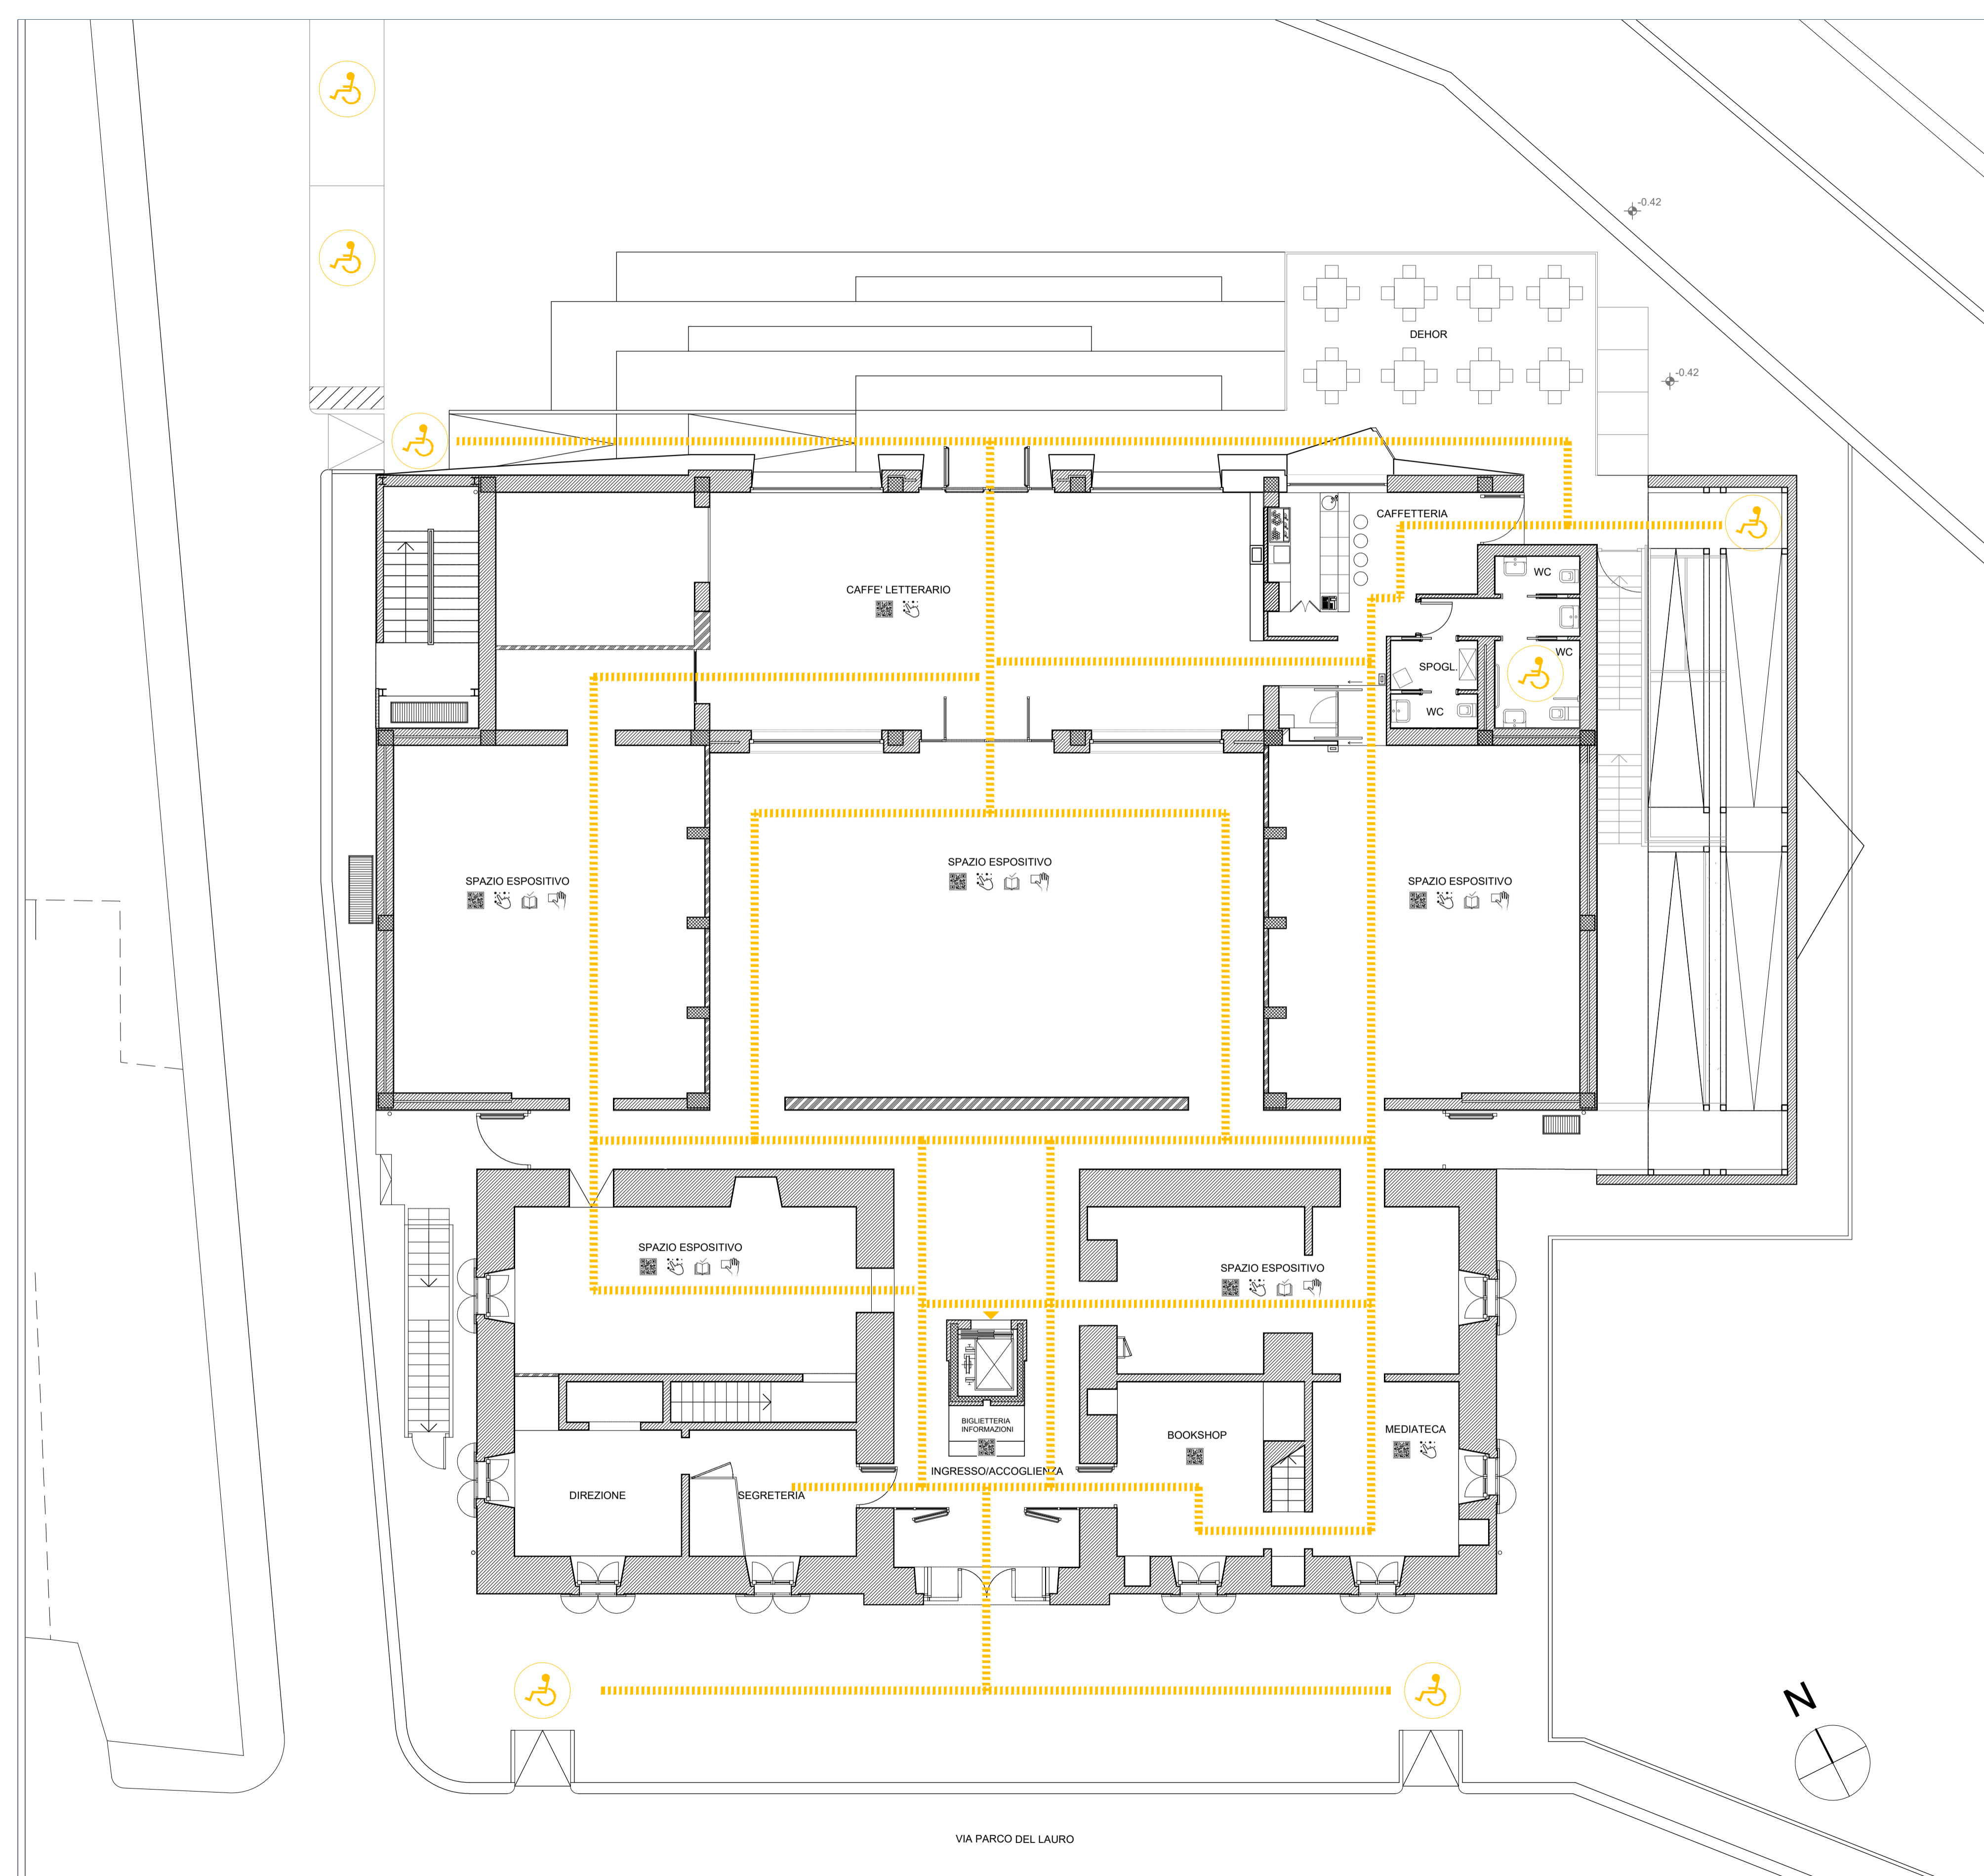 -0.42
DEHOR
-0.42
CAFFETTERIA
WC
CAFFE' LETTERARIO
WC
SPOGL.
WC
SPAZIO ESPOSITIVO
SPAZIO ESPOSITIVO
SPAZIO ESPOSITIVO
SPAZIO ESPOSITIVO
SPAZIO ESPOSITIVO
BIGLIETTERIA
INFORMAZIONI
BOOKSHOP
MEDIATECA
INGRESSO/ACCOGLIENZA
DIREZIONE
SEGRETERIA
N
VIA PARCO DEL LAURO